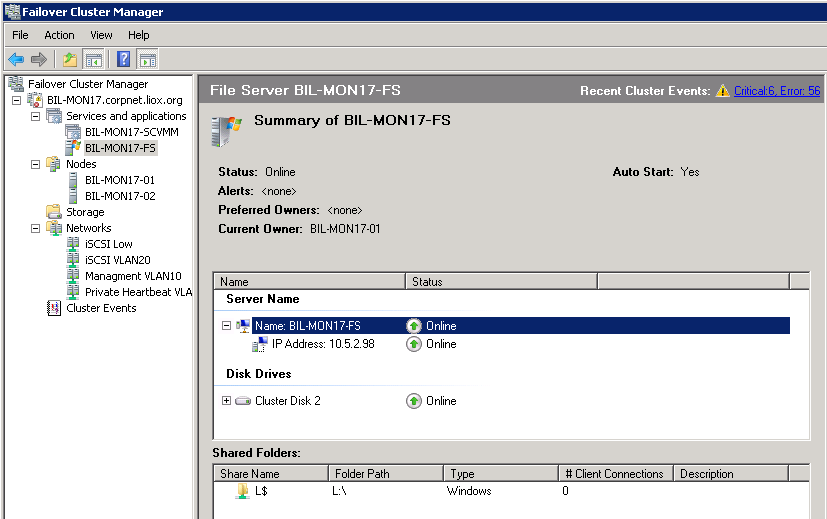 Failover Cluster Manager
File Action View Help
Failover Cluster Manager
BIL-MON17.corpnet.liox.org
Services and applications
BIL-MON17-SCVMM
BIL-MON17-FS
Nodes
BIL-MON17-01
BIL-MON17-02
Storage
Networks
iSCSI Low
iSCSI VLAN20
Managment VLAN10
Private Heartbeat VLA
Cluster Events
File Server BIL-MON17-FS Recent Cluster Events: Critical:6, Error: 56
Summary of BIL-MON17-FS
Status: Online Auto Start: Yes
Alerts: <none>
Preferred Owners: <none>
Current Owner: BIL-MON17-01
Name Status
Server Name
Name: BIL-MON17-FS Online
IP Address: 10.5.2.98 Online
Disk Drives
Cluster Disk 2 Online
Shared Folders:
Share Name Folder Path Type # Client Connections Description
L$ L:\ Windows 0